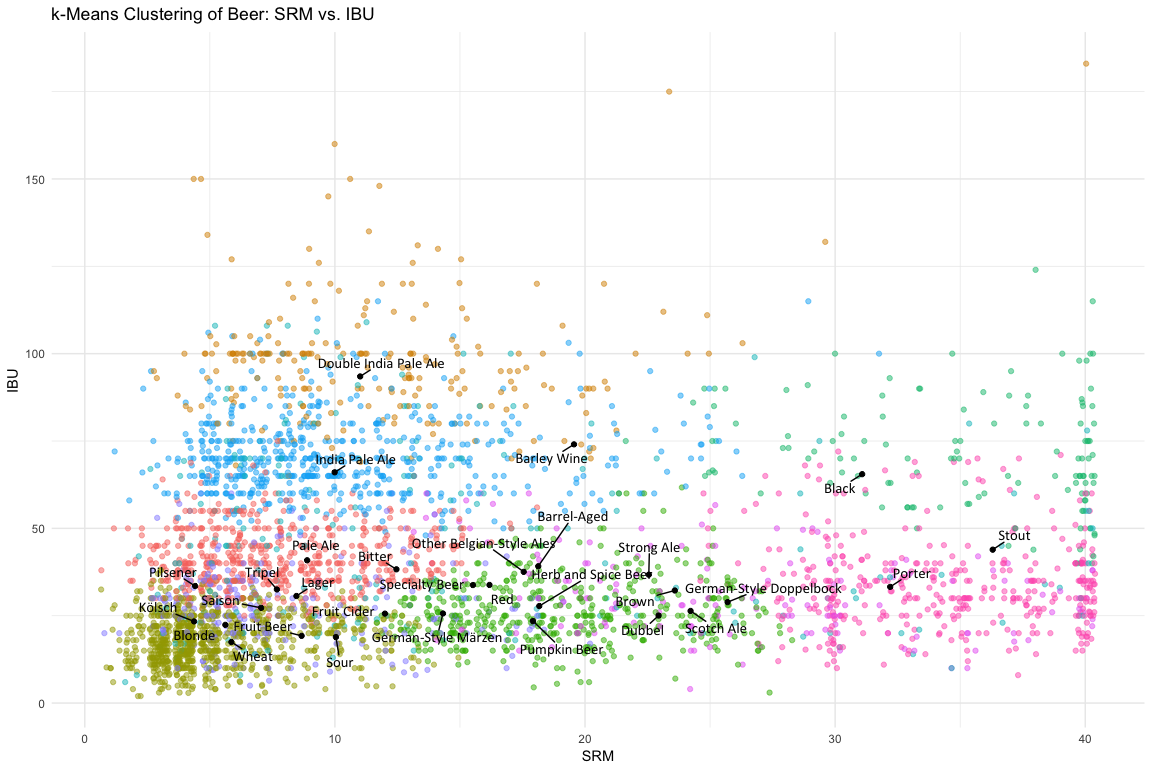 k-Means Clustering of Beer: SRM vs. IBU
150
100
50
0
IBU
Double India Pale Ale
India Pale Ale
Barley Wine
Black
Barrel-Aged
Stout
Other Belgian-Style Ales
Pale Ale
Strong Ale
Bitter
Pilsener
Tripel
Lager
Specialty Beer
Herb and Spice Beer
Porter
German-Style Doppelbock
Saison
Red
Brown
Kölsch
Fruit Cider
Fruit Beer
Blonde
German-Style Märzen
Dubbel
Scotch Ale
Wheat
Sour
Pumpkin Beer
0
10
20
30
40
SRM